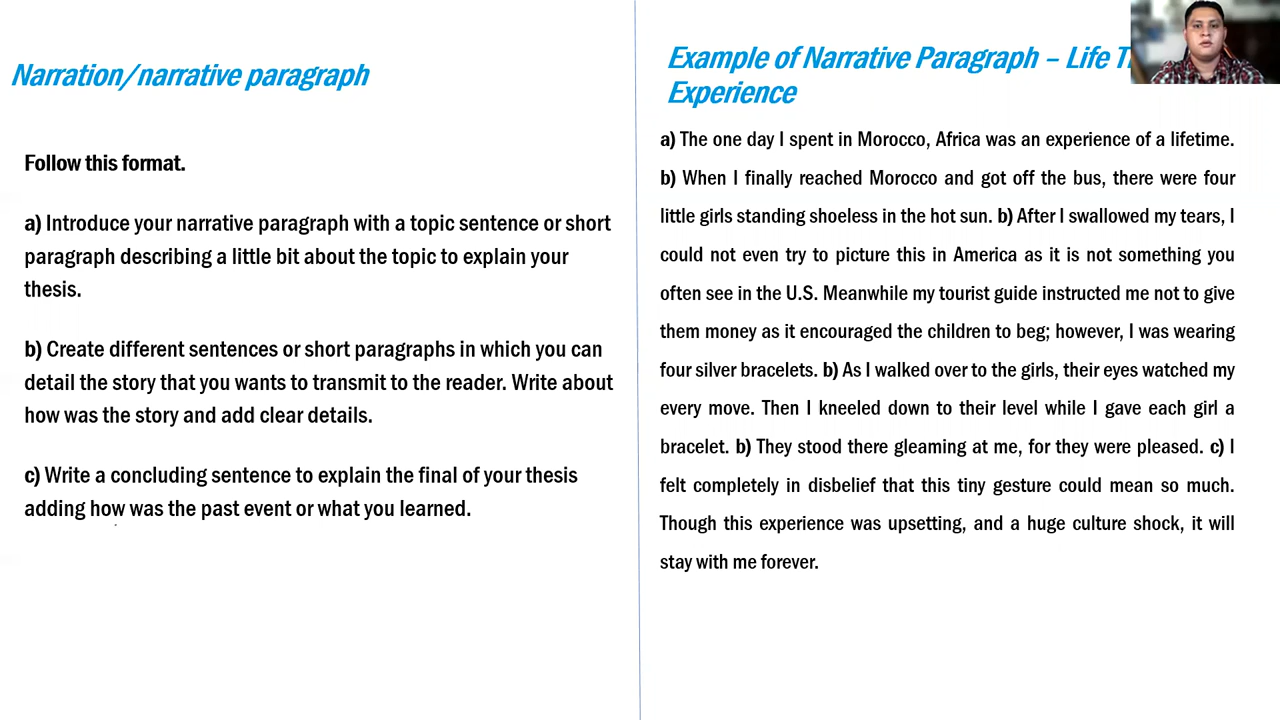 Narration/narrative paragraph
Follow this format.
a) Introduce your narrative paragraph with a topic sentence or short
paragraph describing a little bit about the topic to explain your
thesis.
b) Create different sentences or short paragraphs in which you can
detail the story that you wants to transmit to the reader. Write about
how was the story and add clear details.
c) Write a concluding sentence to explain the final of your thesis
adding how was the past event or what you learned.
Example of Narrative Paragraph – Life
Experience
a) The one day I spent in Morocco, Africa was an experience of a lifetime.
b) When I finally reached Morocco and got off the bus, there were four
little girls standing shoeless in the hot sun. b) After I swallowed my tears, I
could not even try to picture this in America as it is not something you
often see in the U.S. Meanwhile my tourist guide instructed me not to give
them money as it encouraged the children to beg; however, I was wearing
four silver bracelets. b) As I walked over to the girls, their eyes watched my
every move. Then I kneeled down to their level while I gave each girl a
bracelet. b) They stood there gleaming at me, for they were pleased. c) I
felt completely in disbelief that this tiny gesture could mean so much.
Though this experience was upsetting, and a huge culture shock, it will
stay with me forever.